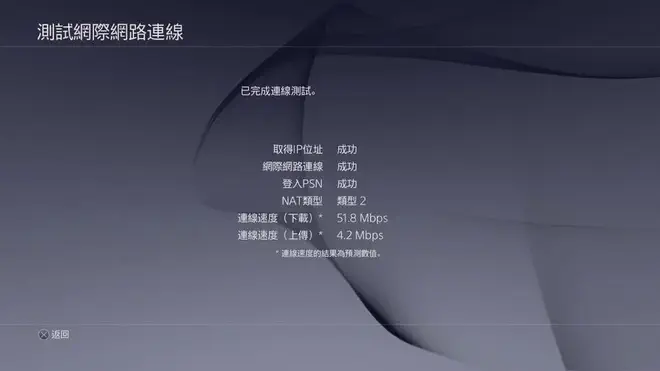 測試網際網路連線
已完成連線測試。
取得IP位址 成功
網際網路連線 成功
登入PSN 成功
NAT類型 類型 2
連線速度（下載）* 51.8 Mbps
連線速度（上傳）* 4.2 Mbps
* 連線速度的結果為預測數值。
返回